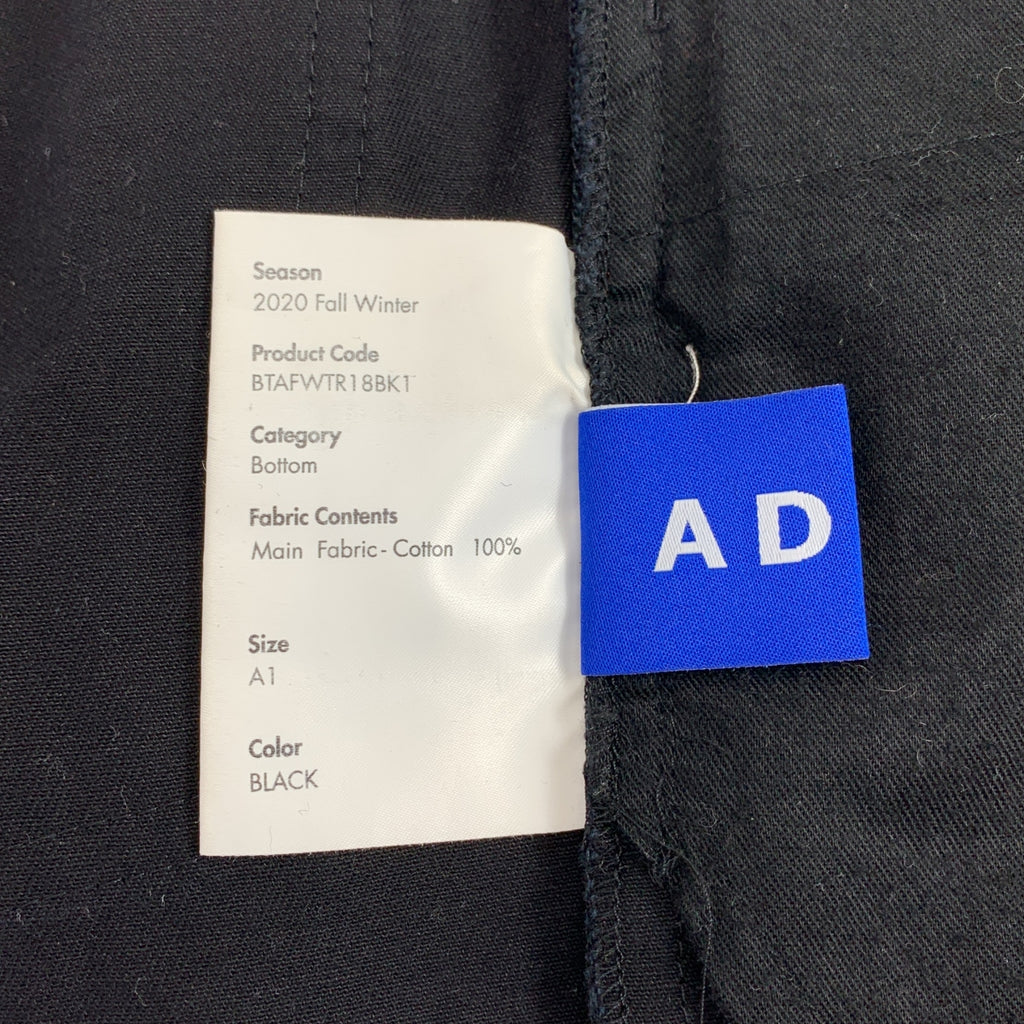 Season
2020 Fall Winter
Product Code
BTAFWTR18BK1
Category
Bottom
Fabric Contents
Main Fabric - Cotton 100%
Size
A1
Color
BLACK
A D